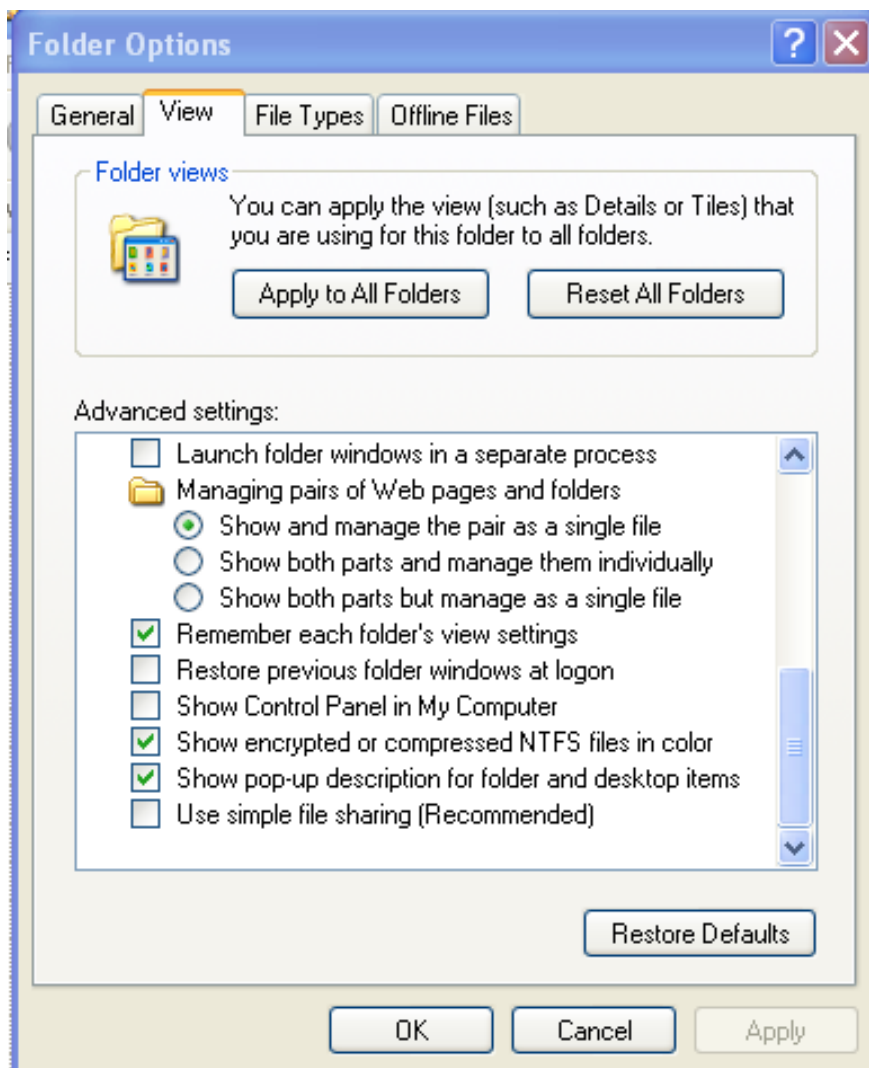 Folder Options
General View File Types Offline Files
Folder views
You can apply the view (such as Details or Tiles) that
you are using for this folder to all folders.
Apply to All Folders Reset All Folders
Advanced settings:
Launch folder windows in a separate process
Managing pairs of Web pages and folders
Show and manage the pair as a single file
Show both parts and manage them individually
Show both parts but manage as a single file
Remember each folder's view settings
Restore previous folder windows at logon
Show Control Panel in My Computer
Show encrypted or compressed NTFS files in color
Show pop-up description for folder and desktop items
Use simple file sharing (Recommended)
Restore Defaults
OK Cancel Apply